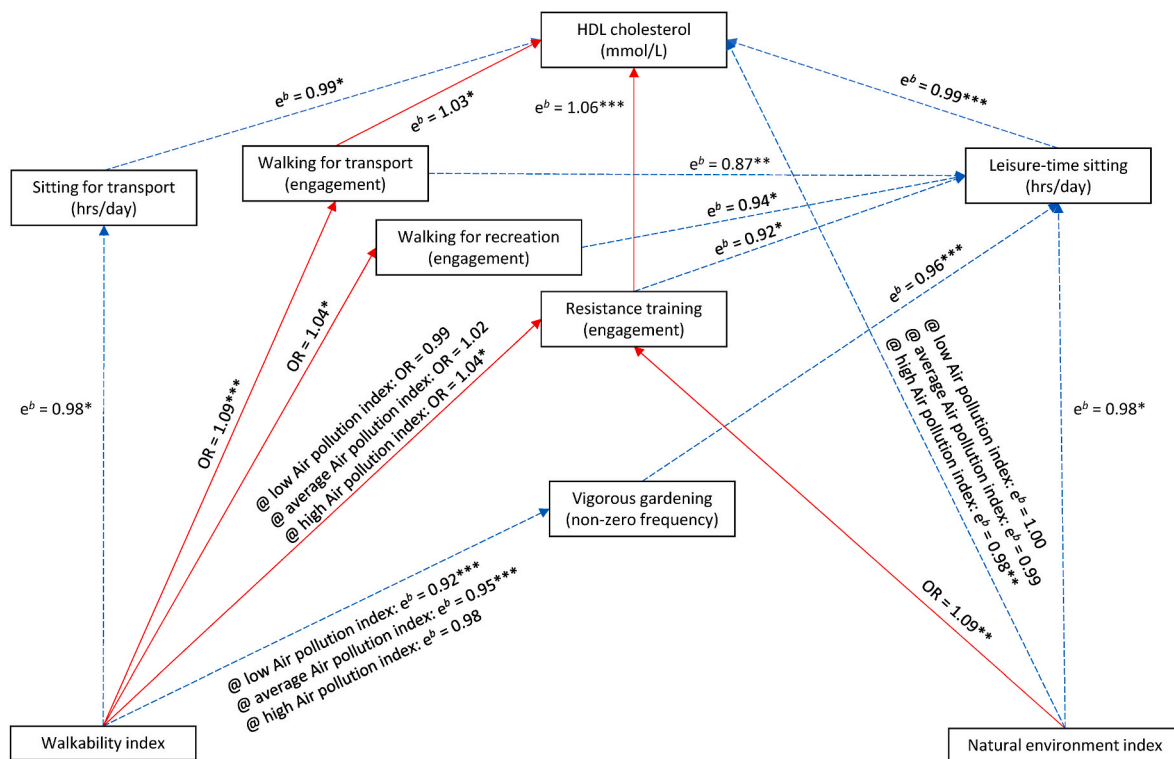 HDL cholesterol
(mmol/L)
e^b = 0.99*
e^b = 1.03*
e^b = 1.06***
e^b = 0.99***
Sitting for transport
(hrs/day)
Walking for transport
(engagement)
e^b = 0.87**
Leisure-time sitting
(hrs/day)
Walking for recreation
(engagement)
e^b = 0.94*
e^b = 0.92*
Resistance training
(engagement)
e^b = 0.96***
e^b = 0.98*
OR = 1.09***
OR = 1.04*
@ low Air pollution index: OR = 0.99
@ average Air pollution index: OR = 1.02
@ high Air pollution index: OR = 1.04*
@ low Air pollution index: e^b = 1.00
@ average Air pollution index: e^b = 0.99
@ high Air pollution index: e^b = 0.98**
e^b = 0.98*
Vigorous gardening
(non-zero frequency)
@ low Air pollution index: e^b = 0.92***
@ average Air pollution index: e^b = 0.95***
@ high Air pollution index: e^b = 0.98
OR = 1.09**
Walkability index
Natural environment index